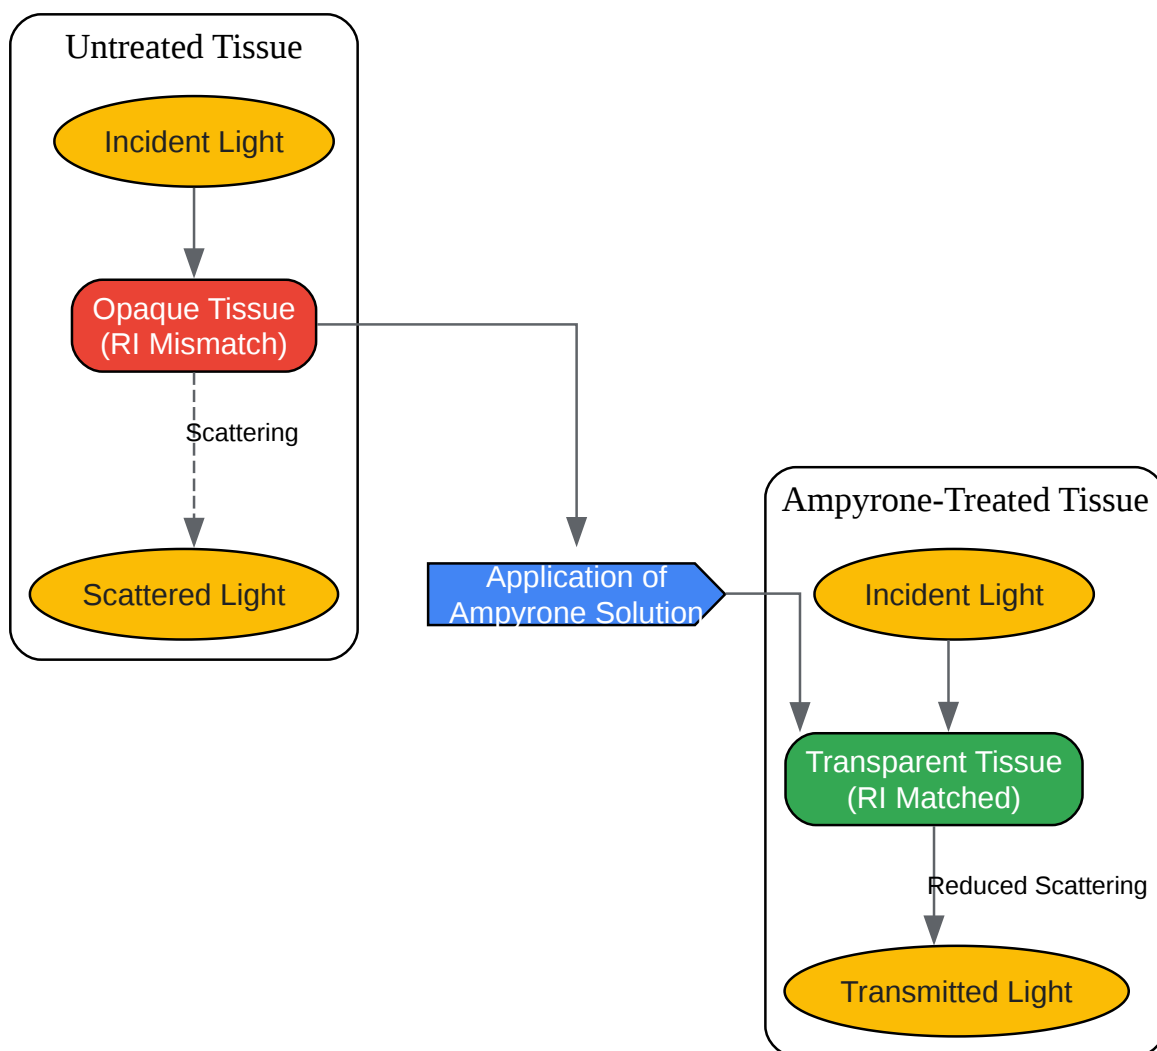 Untreated Tissue
Incident Light
Opaque Tissue
(RI Mismatch)
Scattering
Scattered Light
Application of
Ampyrone Solution
Ampyrone-Treated Tissue
Incident Light
Transparent Tissue
(RI Matched)
Reduced Scattering
Transmitted Light